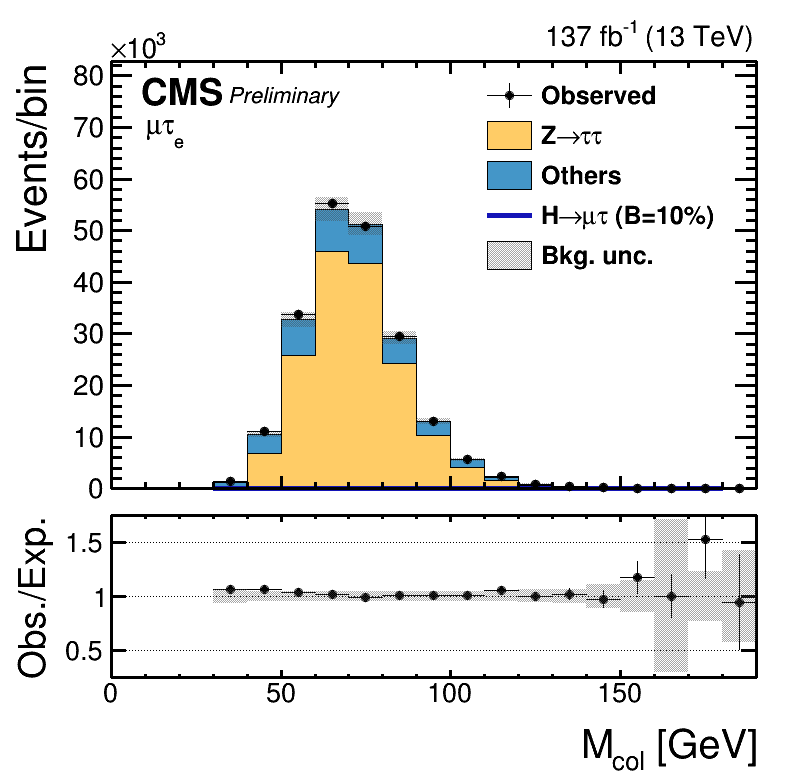 ×10³
137 fb⁻¹ (13 TeV)
CMS Preliminary
μτₑ
Observed
Z→ττ
Others
H→μτ (B=10%)
Bkg. unc.
Events/bin
80
70
60
50
40
30
20
10
0
Obs./Exp.
1.5
1
0.5
0 50 100 150
M_col [GeV]